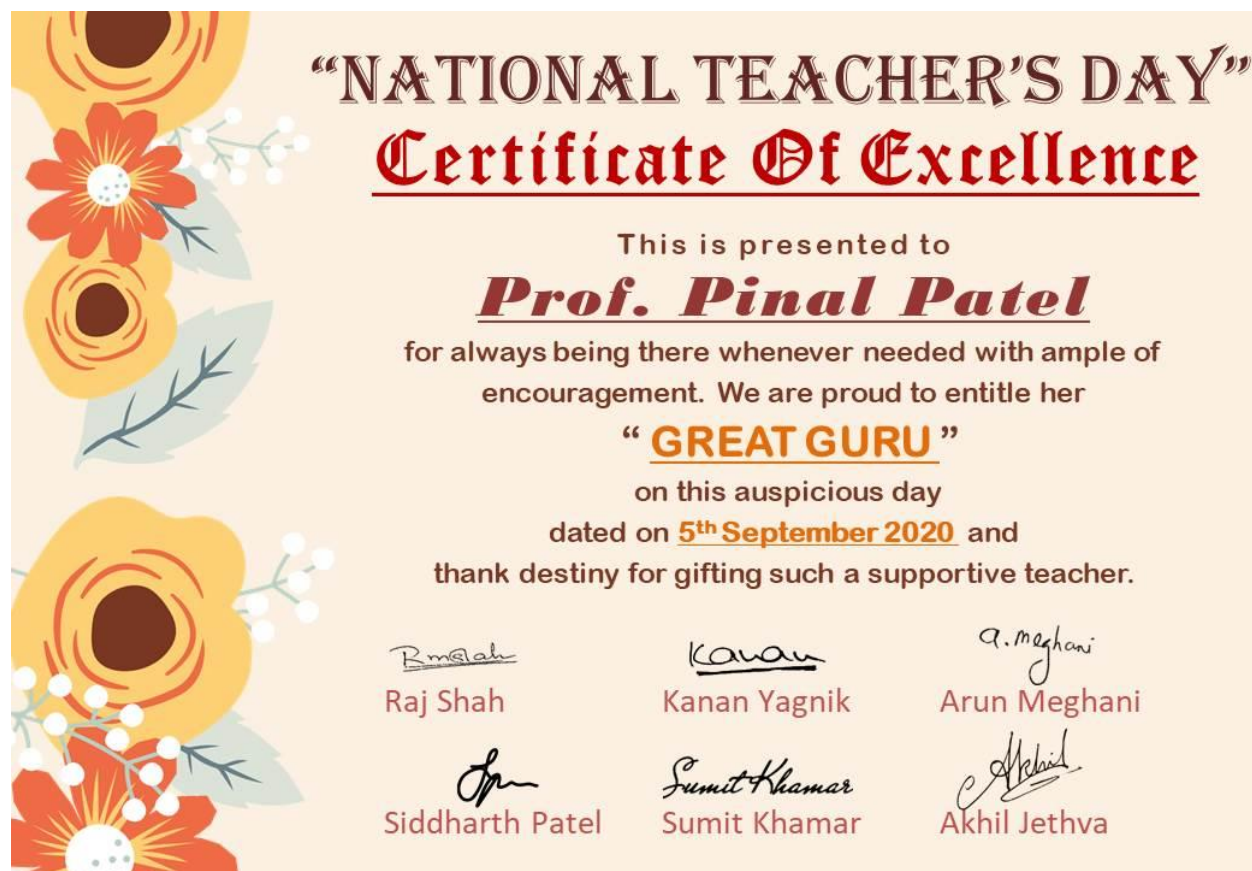 “NATIONAL TEACHER’S DAY”
Certificate Of Excellence
This is presented to
Prof. Pinal Patel
for always being there whenever needed with ample of
encouragement. We are proud to entitle her
“ GREAT GURU ”
on this auspicious day
dated on 5th September 2020 and
thank destiny for gifting such a supportive teacher.
Kanan a.meghani
Raj Shah Kanan Yagnik Arun Meghani
Sumit Khamar Akhil
Siddharth Patel Sumit Khamar Akhil Jethva